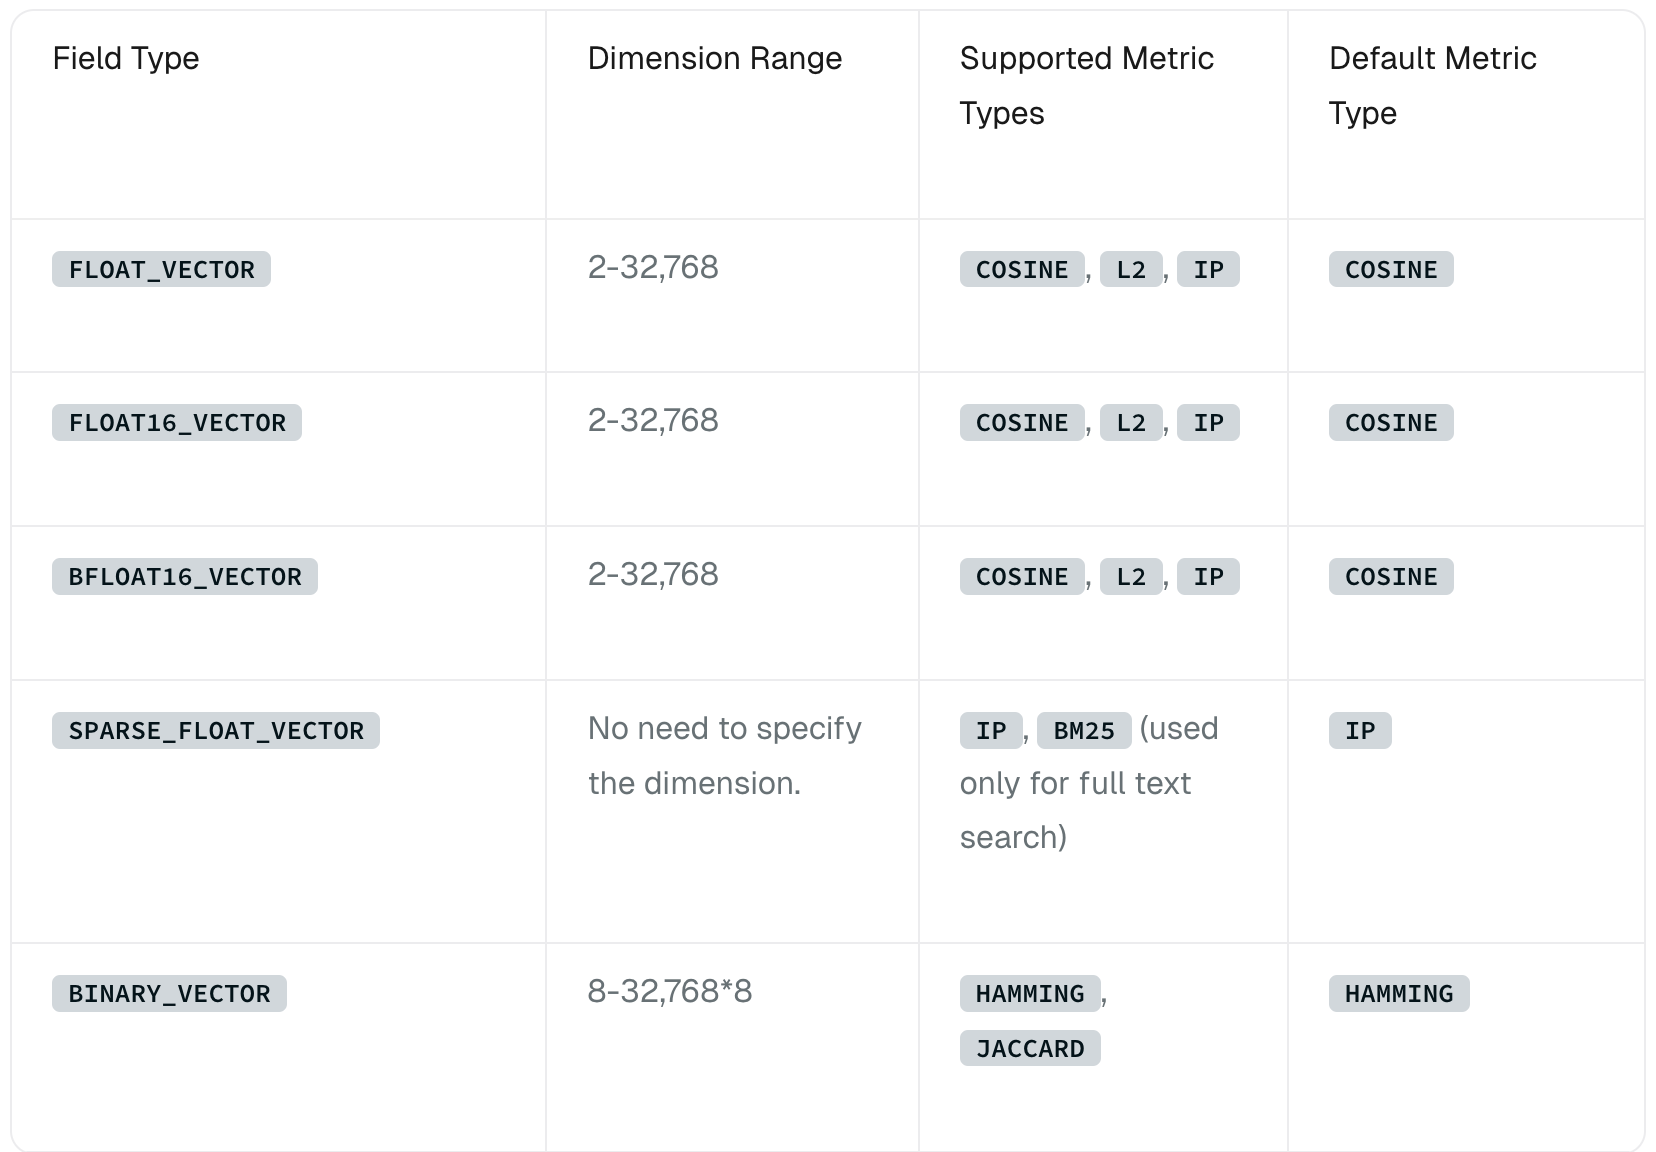 Field Type
Dimension Range
Supported Metric
Types
Default Metric
Type
FLOAT_VECTOR
2-32,768
COSINE, L2, IP
COSINE
FLOAT16_VECTOR
2-32,768
COSINE, L2, IP
COSINE
BFLOAT16_VECTOR
2-32,768
COSINE, L2, IP
COSINE
SPARSE_FLOAT_VECTOR
No need to specify
the dimension.
IP, BM25 (used
only for full text
search)
IP
BINARY_VECTOR
8-32,768*8
HAMMING,
JACCARD
HAMMING